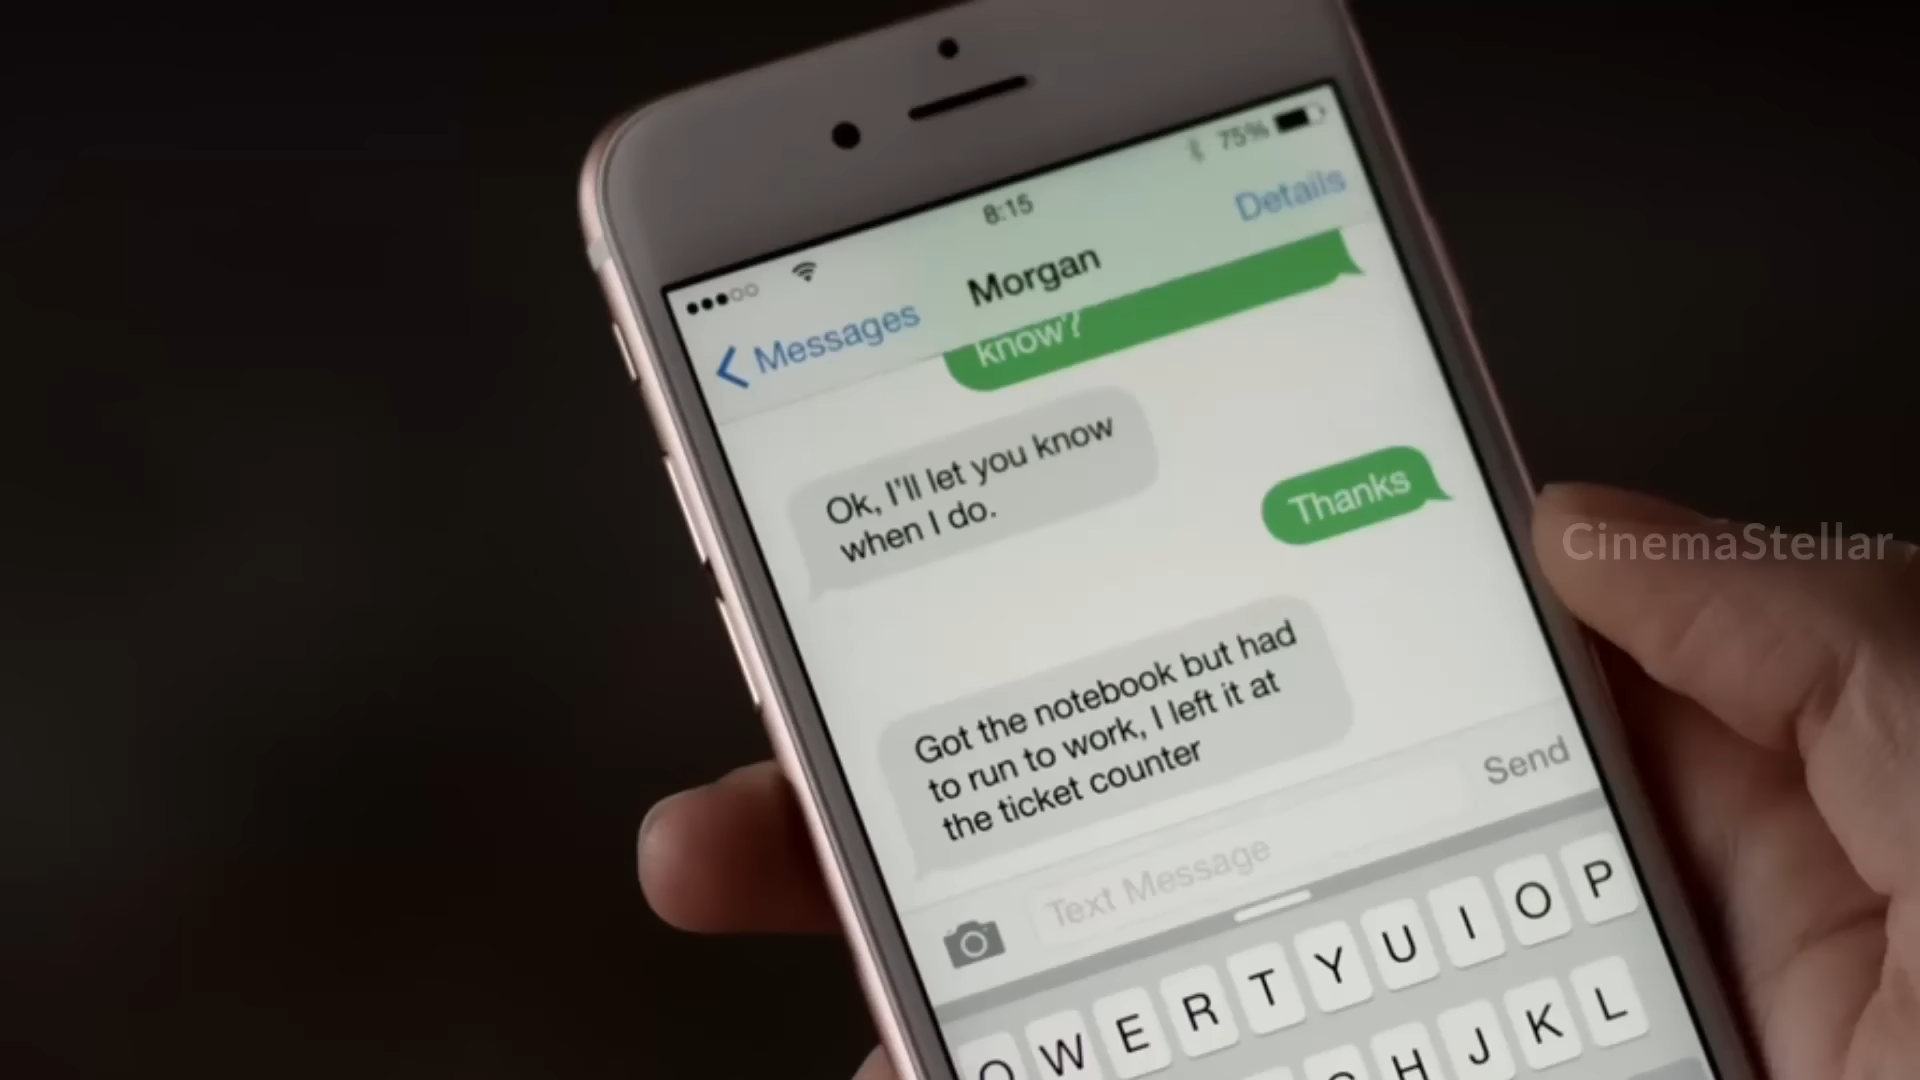 75%
8:15
Details
Morgan
Messages
know?
Ok, I'll let you know
when I do.
Thanks
CinemaStellar
Got the notebook but had
to run to work, I left it at
the ticket counter
Send
Text Message
Q W E R T Y U I O P
H J K L